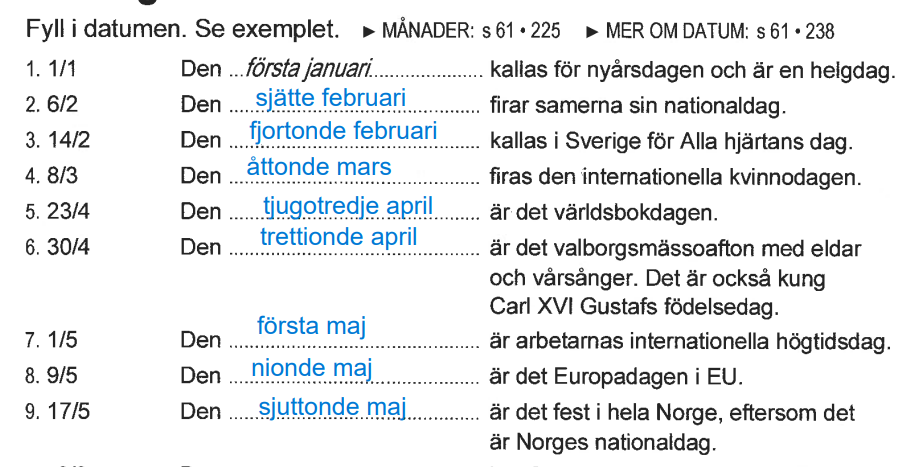 Fyll i datumen. Se exemplet. ► MÅNADER: s 61 • 225 ► MER OM DATUM: s 61 • 238
1. 1/1 Den ...första januari...................... kallas för nyårsdagen och är en helgdag.
2. 6/2 Den sjätte februari firar samerna sin nationaldag.
3. 14/2 Den fjortonde februari kallas i Sverige för Alla hjärtans dag.
4. 8/3 Den åttonde mars firas den internationella kvinnodagen.
5. 23/4 Den tjugotredje april är det världsbokdagen.
6. 30/4 Den trettionde april är det valborgsmässoafton med eldar
och vårsånger. Det är också kung
Carl XVI Gustafs födelsedag.
7. 1/5 Den första maj är arbetarnas internationella högtidsdag.
8. 9/5 Den nionde maj är det Europadagen i EU.
9. 17/5 Den sjuttonde maj är det fest i hela Norge, eftersom det
är Norges nationaldag.